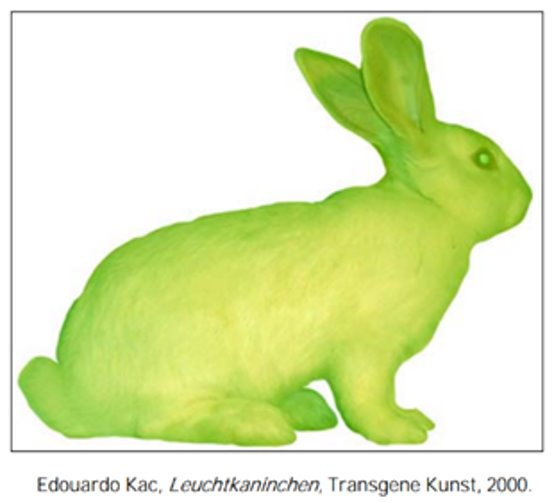 Edouardo Kac, Leuchtkaninchen, Transgene Kunst, 2000.